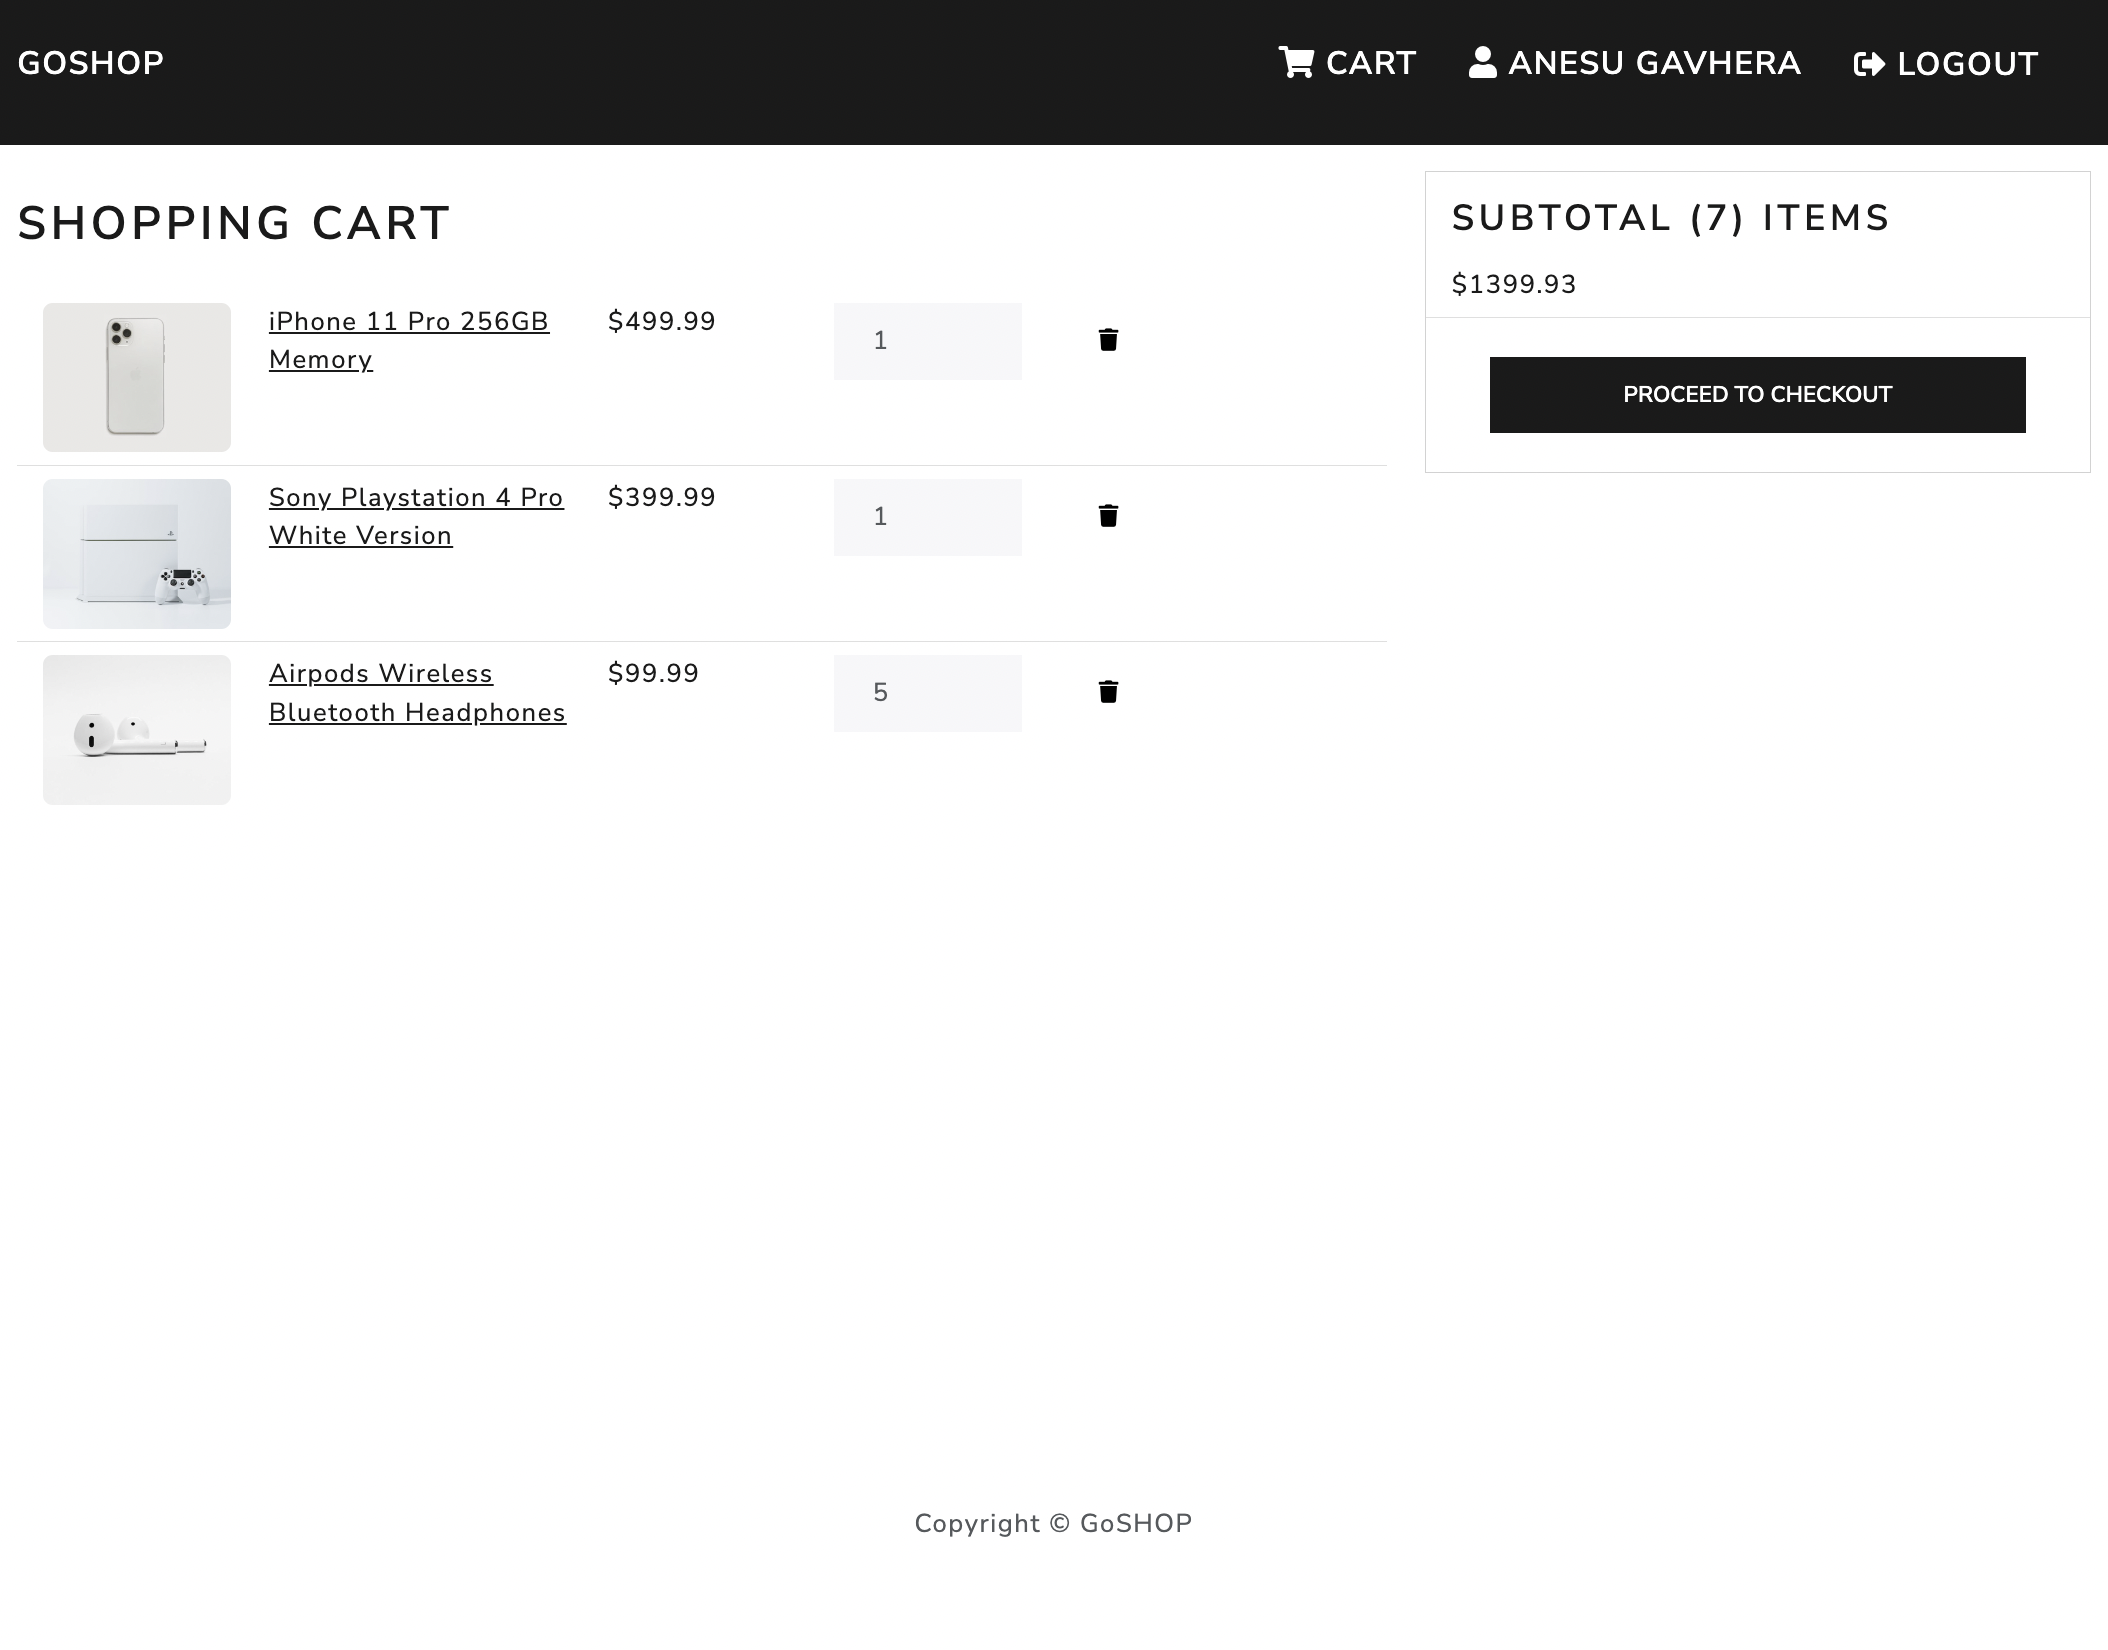 GOSHOP
CART
ANESU GAVHERA
LOGOUT
SHOPPING CART
iPhone 11 Pro 256GB
Memory
$499.99
1
Sony Playstation 4 Pro
White Version
$399.99
1
Airpods Wireless
Bluetooth Headphones
$99.99
5
SUBTOTAL (7) ITEMS
$1399.93
PROCEED TO CHECKOUT
Copyright © GoSHOP